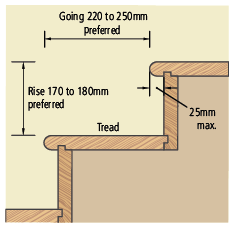 Going 220 to 250mm
preferred
Rise 170 to 180mm
preferred
25mm
max.
Tread